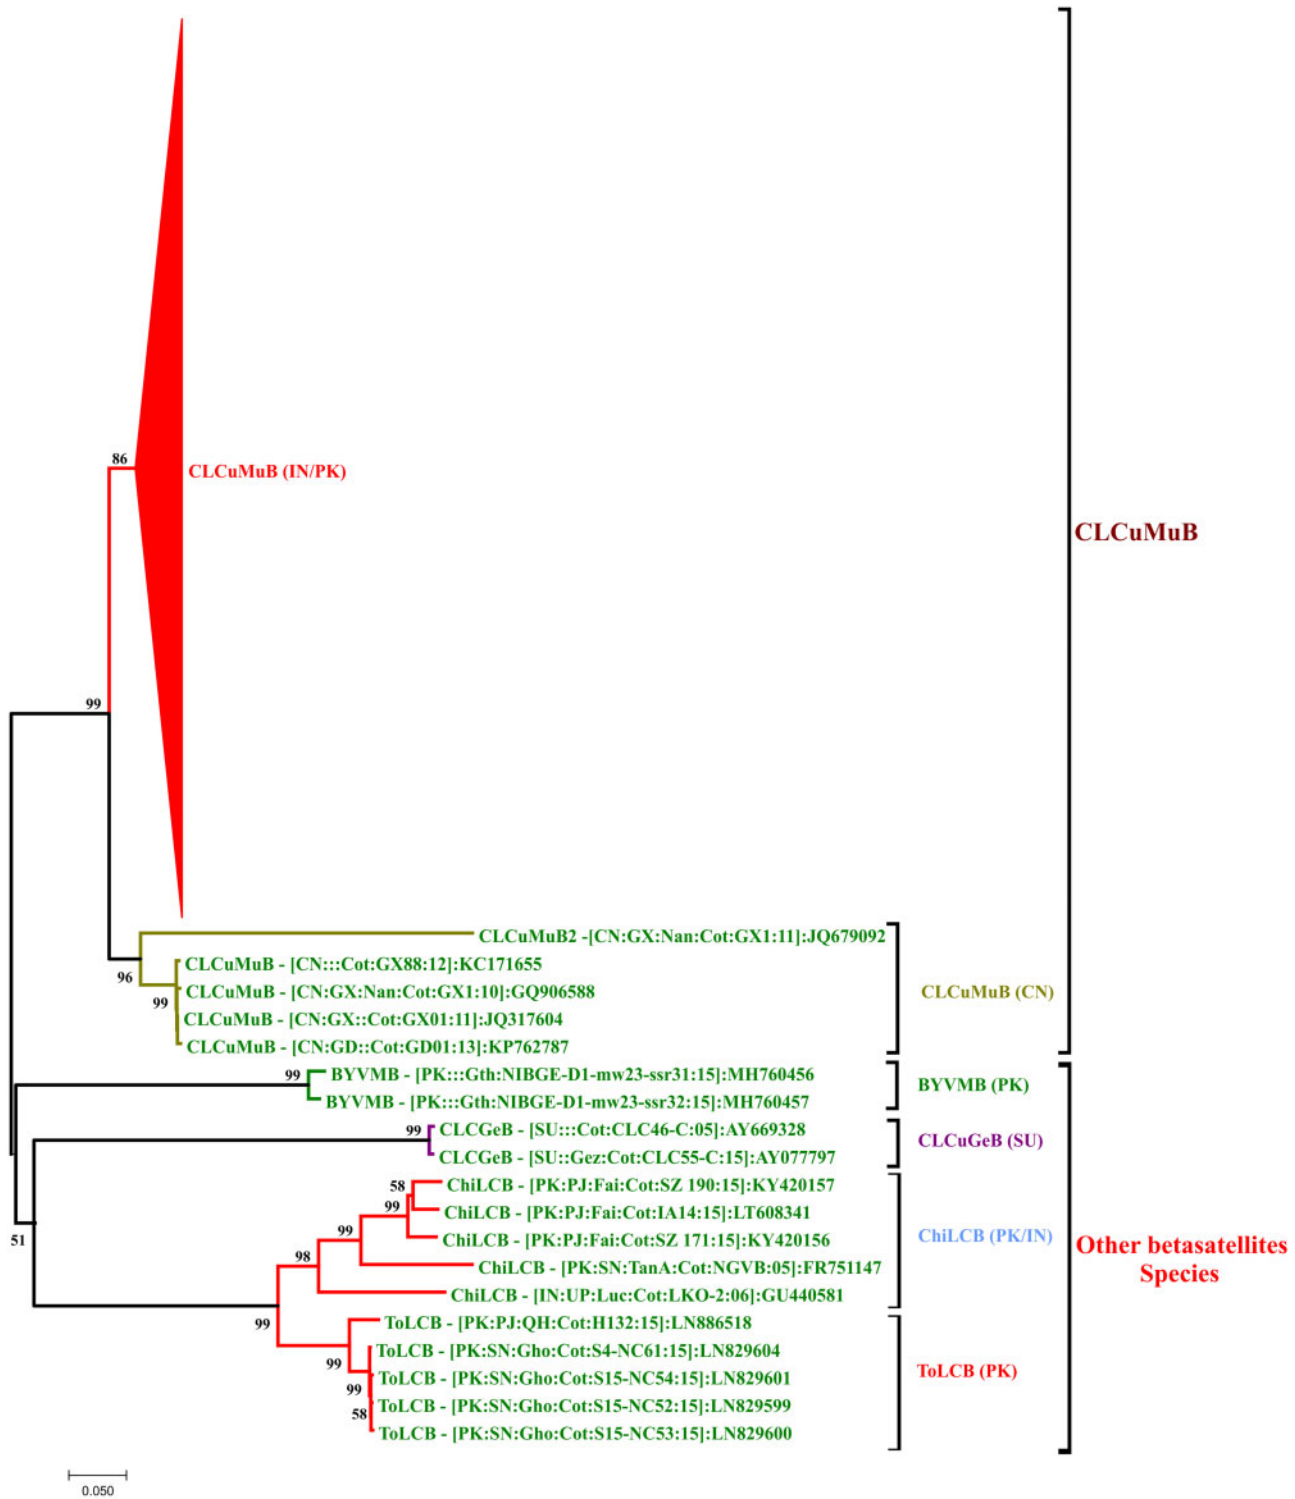 86
CLCuMuB (IN/PK)
CLCuMuB
99
CLCuMuB2 -[CN:GX:Nan:Cot:GX1:11]:JQ679092
CLCuMuB - [CN:::Cot:GX88:12]:KC171655
96
CLCuMuB - [CN:GX:Nan:Cot:GX1:10]:GQ906588
CLCuMuB (CN)
99
CLCuMuB - [CN:GX::Cot:GX01:11]:JQ317604
CLCuMuB - [CN:GD::Cot:GD01:13]:KP762787
99
BYVMB - [PK:::Gth:NIBGE-D1-mw23-ssr31:15]:MH760456
BYVMB (PK)
BYVMB - [PK:::Gth:NIBGE-D1-mw23-ssr32:15]:MH760457
99
CLCGeB - [SU:::Cot:CLC46-C:05]:AY669328
CLCuGeB (SU)
CLCGeB - [SU::Gez:Cot:CLC55-C:15]:AY077797
58
ChiLCB - [PK:PJ:Fai:Cot:SZ 190:15]:KY420157
99
ChiLCB - [PK:PJ:Fai:Cot:IA14:15]:LT608341
51
99
ChiLCB - [PK:PJ:Fai:Cot:SZ 171:15]:KY420156
ChiLCB (PK/IN)
Other betasatellites
Species
98
ChiLCB - [PK:SN:TanA:Cot:NGVB:05]:FR751147
ChiLCB - [IN:UP:Luc:Cot:LKO-2:06]:GU440581
99
ToLCB - [PK:PJ:QH:Cot:H132:15]:LN886518
ToLCB - [PK:SN:Gho:Cot:S4-NC61:15]:LN829604
99
ToLCB - [PK:SN:Gho:Cot:S15-NC54:15]:LN829601
ToLCB (PK)
99
ToLCB - [PK:SN:Gho:Cot:S15-NC52:15]:LN829599
58
ToLCB - [PK:SN:Gho:Cot:S15-NC53:15]:LN829600
0.050